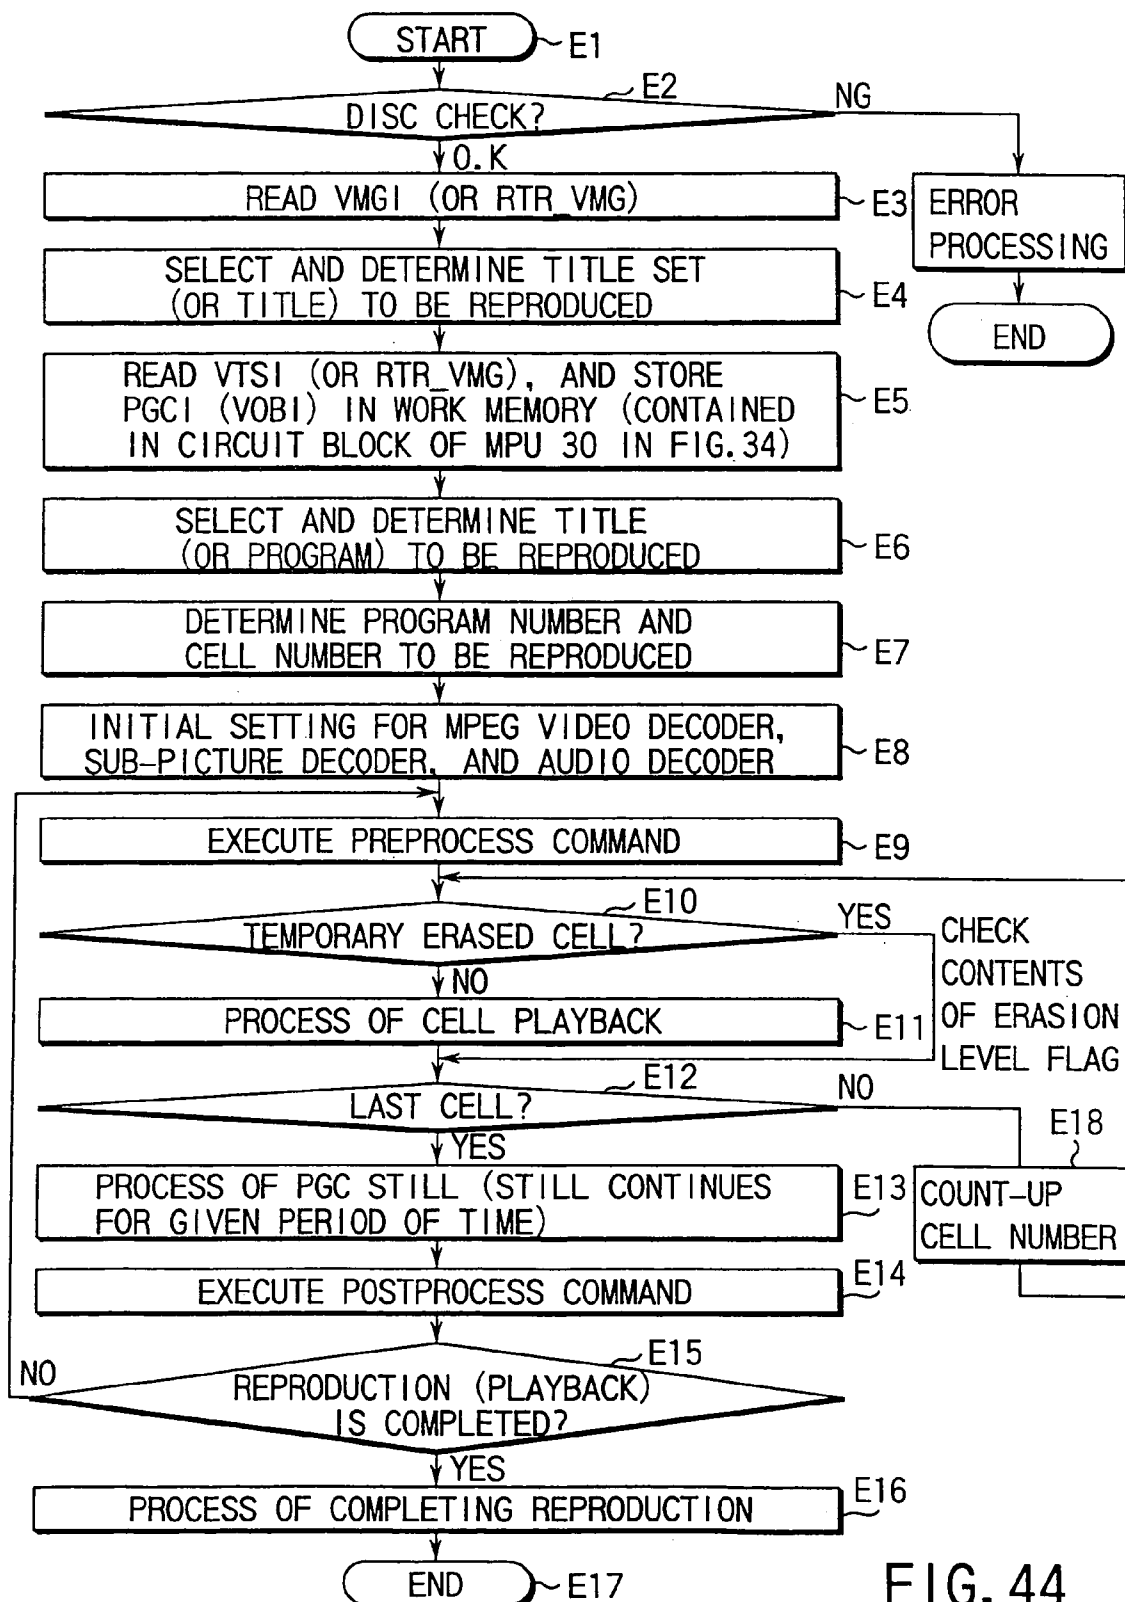 START
E1
E2
DISC CHECK?
NG
O.K
READ VMGI (OR RTR_VMG)
E3
ERROR
PROCESSING
END
SELECT AND DETERMINE TITLE SET
(OR TITLE) TO BE REPRODUCED
E4
READ VTSI (OR RTR_VMG), AND STORE
PGCI (VOBI) IN WORK MEMORY (CONTAINED
IN CIRCUIT BLOCK OF MPU 30 IN FIG.34)
E5
SELECT AND DETERMINE TITLE
(OR PROGRAM) TO BE REPRODUCED
E6
DETERMINE PROGRAM NUMBER AND
CELL NUMBER TO BE REPRODUCED
E7
INITIAL SETTING FOR MPEG VIDEO DECODER,
SUB-PICTURE DECODER, AND AUDIO DECODER
E8
EXECUTE PREPROCESS COMMAND
E9
E10
TEMPORARY ERASED CELL?
YES
CHECK
CONTENTS
OF ERASION
LEVEL FLAG
NO
PROCESS OF CELL PLAYBACK
E11
E12
LAST CELL?
NO
YES
E18
COUNT-UP
CELL NUMBER
PROCESS OF PGC STILL (STILL CONTINUES
FOR GIVEN PERIOD OF TIME)
E13
EXECUTE POSTPROCESS COMMAND
E14
E15
NO
REPRODUCTION (PLAYBACK)
IS COMPLETED?
YES
PROCESS OF COMPLETING REPRODUCTION
E16
END
E17
FIG. 44